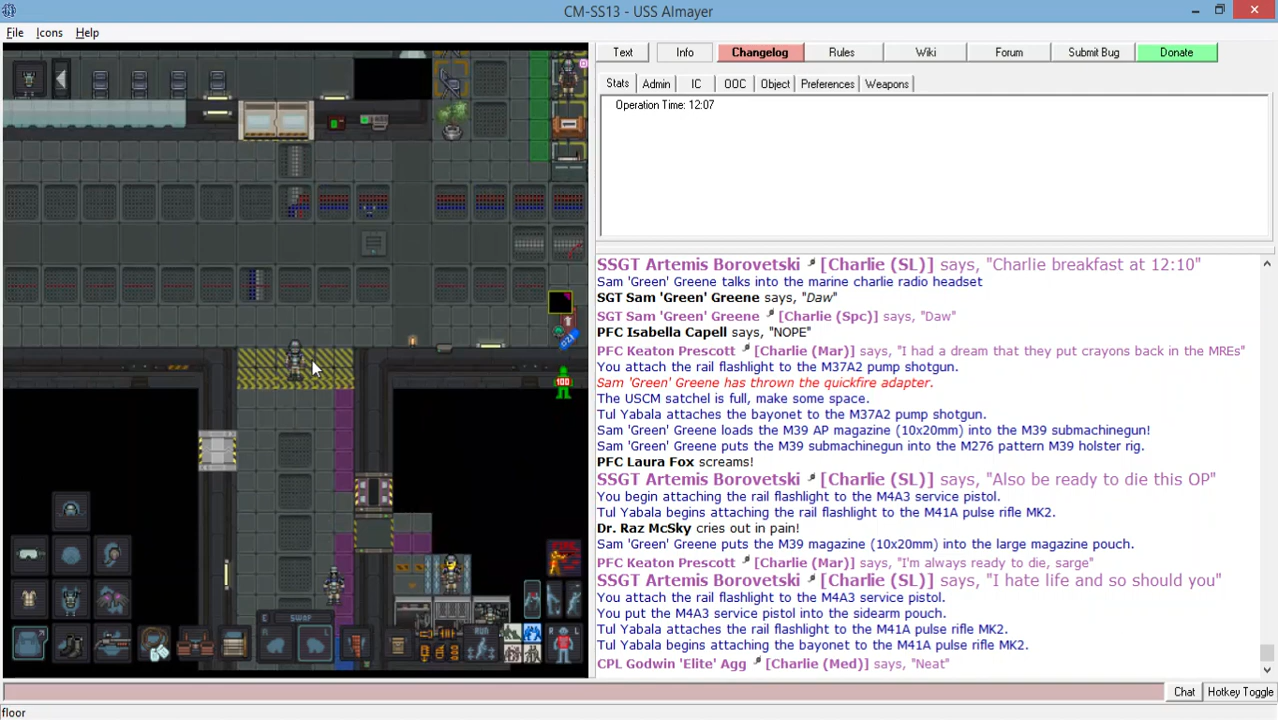 CM-SS13 - USS Almayer
File Icons Help
Text Info Changelog Rules Wiki Forum Submit Bug Donate
Stats Admin IC OOC Object Preferences Weapons
Operation Time: 12:07
SSGT Artemis Borovetski [Charlie (SL)] says, "Charlie breakfast at 12:10"
Sam 'Green' Greene talks into the marine charlie radio headset
SGT Sam 'Green' Greene says, "Daw"
SGT Sam 'Green' Greene [Charlie (Spc)] says, "Daw"
PFC Isabella Capell says, "NOPE"
PFC Keaton Prescott [Charlie (Mar)] says, "I had a dream that they put crayons back in the MREs"
You attach the rail flashlight to the M37A2 pump shotgun.
Sam 'Green' Greene has thrown the quickfire adapter.
The USCM satchel is full, make some space.
Tul Yabala attaches the bayonet to the M37A2 pump shotgun.
Sam 'Green' Greene loads the M39 AP magazine (10x20mm) into the M39 submachinegun!
Sam 'Green' Greene puts the M39 submachinegun into the M276 pattern M39 holster rig.
PFC Laura Fox screams!
SSGT Artemis Borovetski [Charlie (SL)] says, "Also be ready to die this OP"
You begin attaching the rail flashlight to the M4A3 service pistol.
Tul Yabala begins attaching the rail flashlight to the M41A pulse rifle MK2.
Dr. Raz McSky cries out in pain!
Sam 'Green' Greene puts the M39 magazine (10x20mm) into the large magazine pouch.
PFC Keaton Prescott [Charlie (Mar)] says, "I'm always ready to die, sarge"
SSGT Artemis Borovetski [Charlie (SL)] says, "I hate life and so should you"
You attach the rail flashlight to the M4A3 service pistol.
You put the M4A3 service pistol into the sidearm pouch.
Tul Yabala attaches the rail flashlight to the M41A pulse rifle MK2.
Tul Yabala begins attaching the bayonet to the M41A pulse rifle MK2.
CPL Godwin 'Elite' Agg [Charlie (Med)] says, "Neat"
100
E SWAP
R L
RUN
R L
Chat Hotkey Toggle
floor